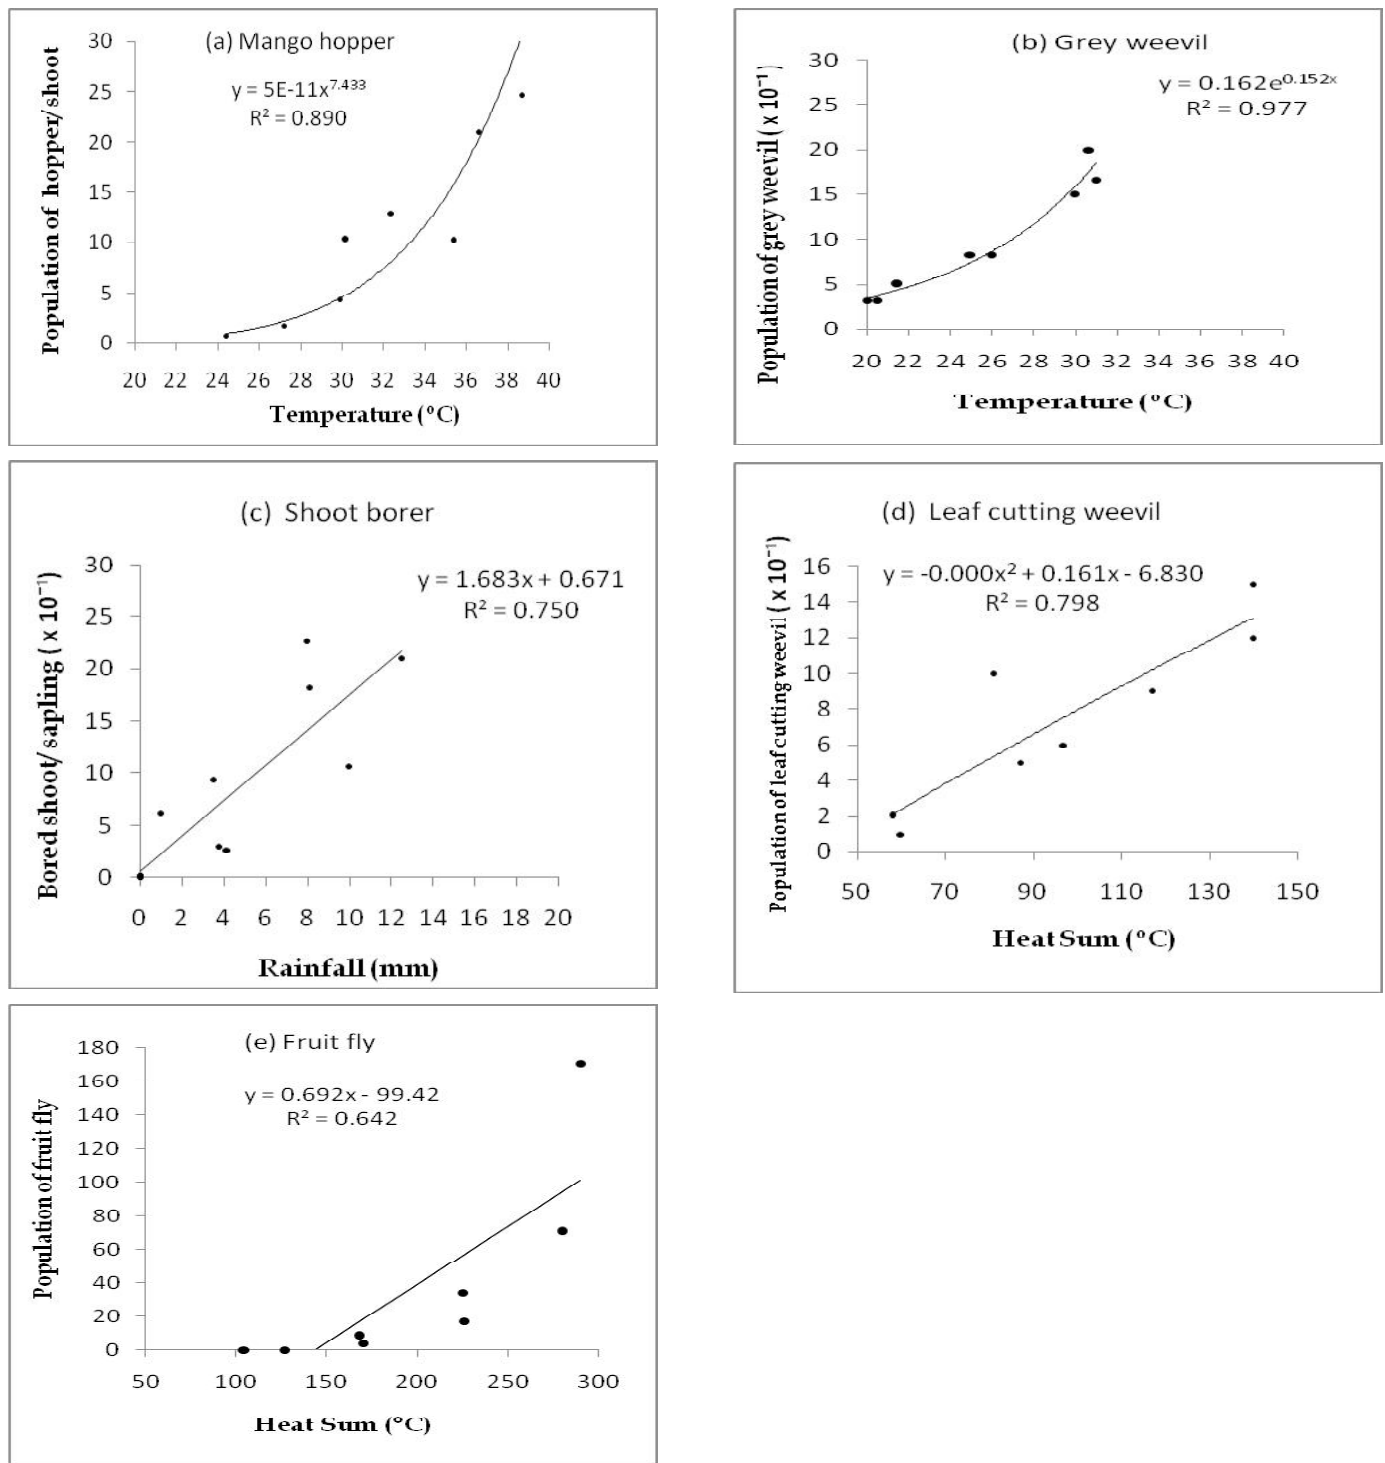 (a) Mango hopper
y = 5E-11x^7.433
R² = 0.890
Population of hopper/shoot
30
25
20
15
10
5
0
20 22 24 26 28 30 32 34 36 38 40
Temperature (°C)
(b) Grey weevil
y = 0.162e^0.152x
R² = 0.977
Population of grey weevil ( x 10⁻¹ )
30
25
20
15
10
5
0
20 22 24 26 28 30 32 34 36 38 40
Temperature (°C)
(c) Shoot borer
y = 1.683x + 0.671
R² = 0.750
Bored shoot/ sapling ( x 10⁻¹)
30
25
20
15
10
5
0
0 2 4 6 8 10 12 14 16 18 20
Rainfall (mm)
(d) Leaf cutting weevil
y = -0.000x² + 0.161x - 6.830
R² = 0.798
Population of leaf cutting weevil ( x 10⁻¹)
16
14
12
10
8
6
4
2
0
50 70 90 110 130 150
Heat Sum (°C)
(e) Fruit fly
y = 0.692x - 99.42
R² = 0.642
Population of fruit fly
180
160
140
120
100
80
60
40
20
0
50 100 150 200 250 300
Heat Sum (°C)